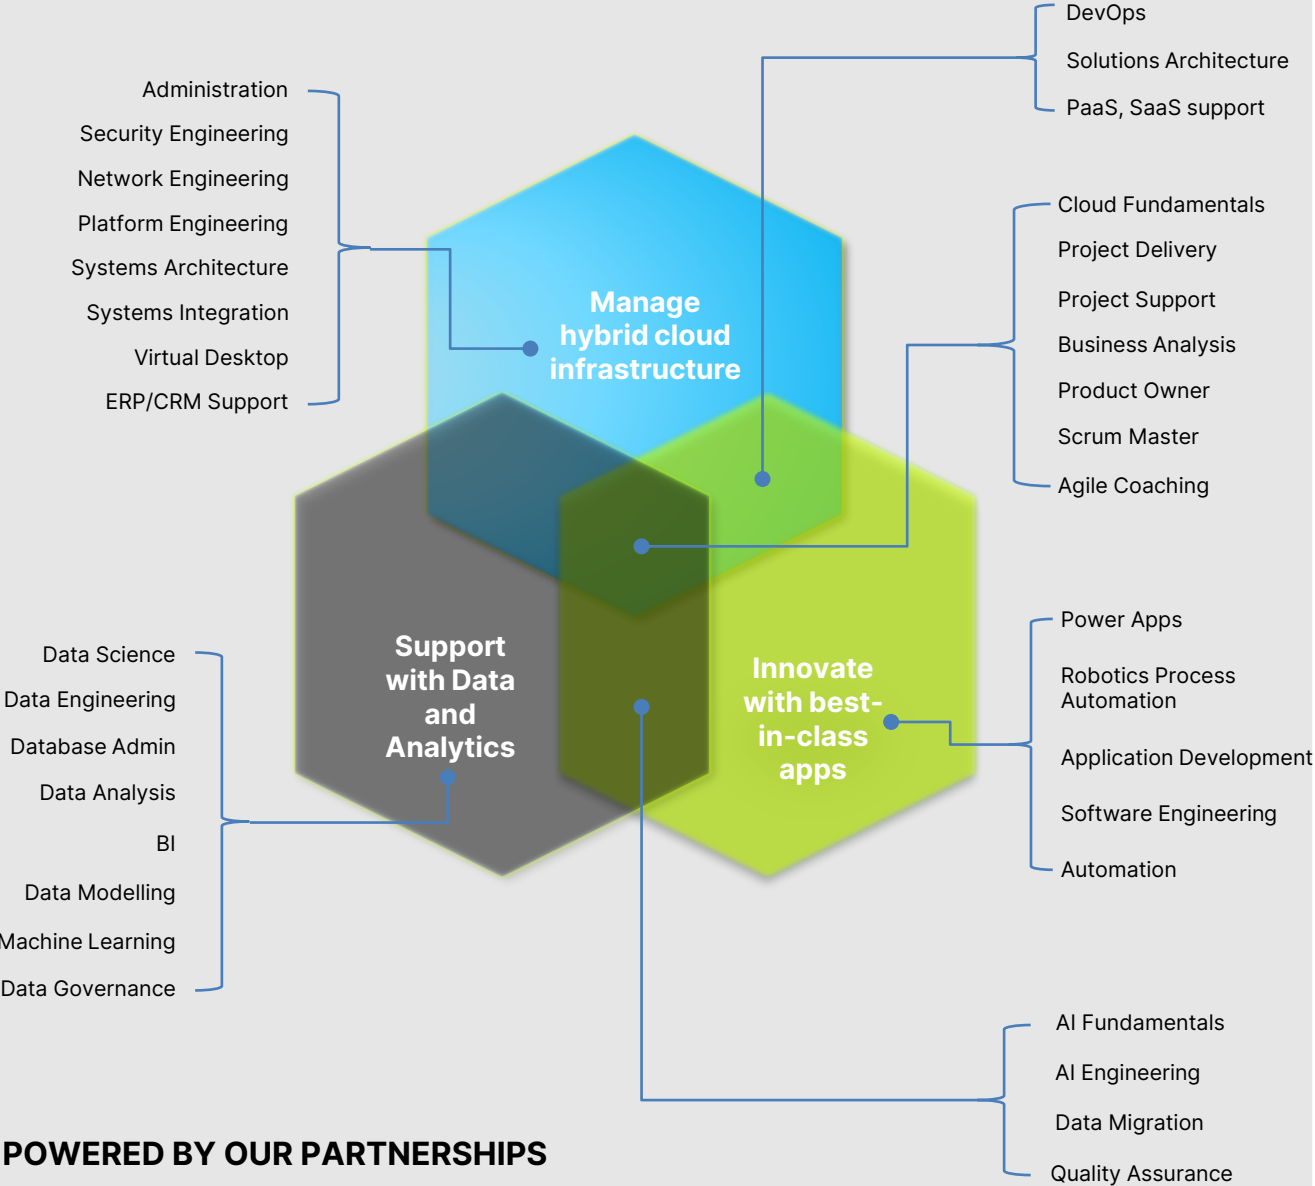 DevOps
Solutions Architecture
PaaS, SaaS support
Administration
Security Engineering
Network Engineering
Platform Engineering
Systems Architecture
Systems Integration
Virtual Desktop
ERP/CRM Support
Cloud Fundamentals
Project Delivery
Project Support
Business Analysis
Product Owner
Scrum Master
Agile Coaching
Manage
hybrid cloud
infrastructure
Support
with Data
and
Analytics
Innovate
with best-
in-class
apps
Power Apps
Robotics Process
Automation
Application Development
Software Engineering
Automation
Data Science
Data Engineering
Database Admin
Data Analysis
BI
Data Modelling
Machine Learning
Data Governance
AI Fundamentals
AI Engineering
Data Migration
Quality Assurance
POWERED BY OUR PARTNERSHIPS